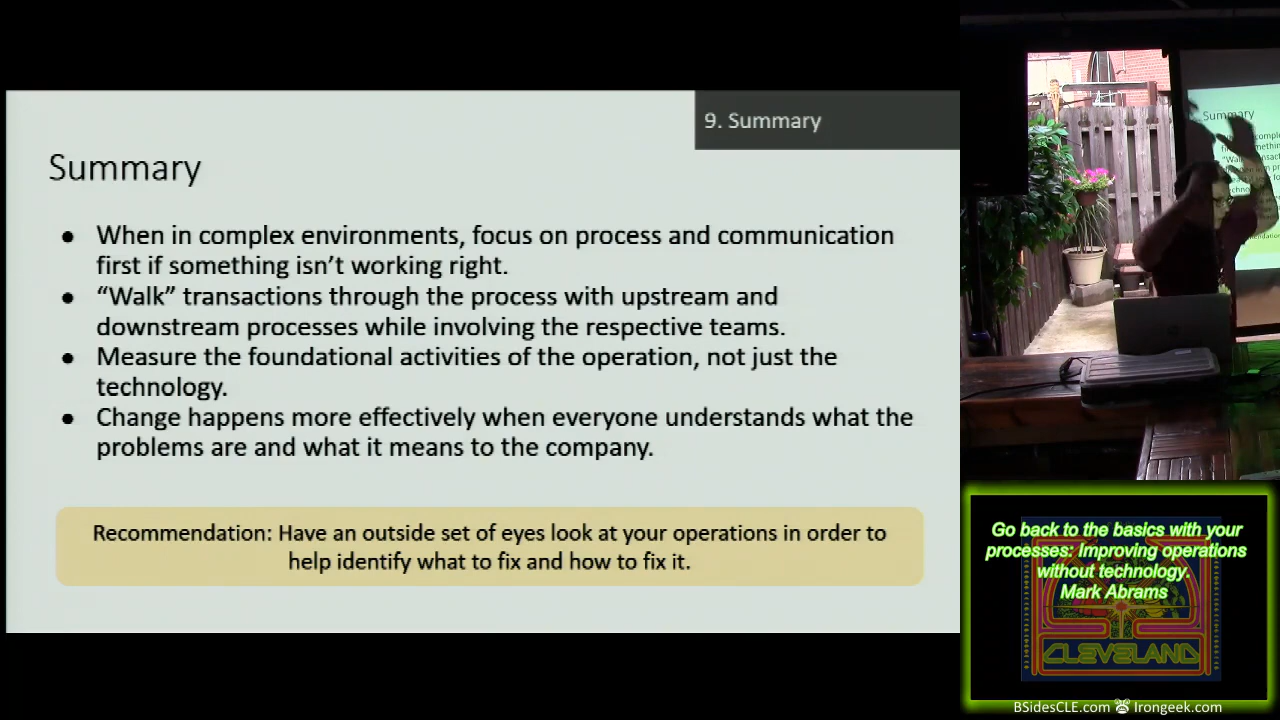 9. Summary
Summary
● When in complex environments, focus on process and communication
first if something isn’t working right.
● “Walk” transactions through the process with upstream and
downstream processes while involving the respective teams.
● Measure the foundational activities of the operation, not just the
technology.
● Change happens more effectively when everyone understands what the
problems are and what it means to the company.
Recommendation: Have an outside set of eyes look at your operations in order to
help identify what to fix and how to fix it.
Summary
Go back to the basics with your
processes: Improving operations
without technology.
Mark Abrams
CLEVELAND
BSidesCLE.com Irongeek.com